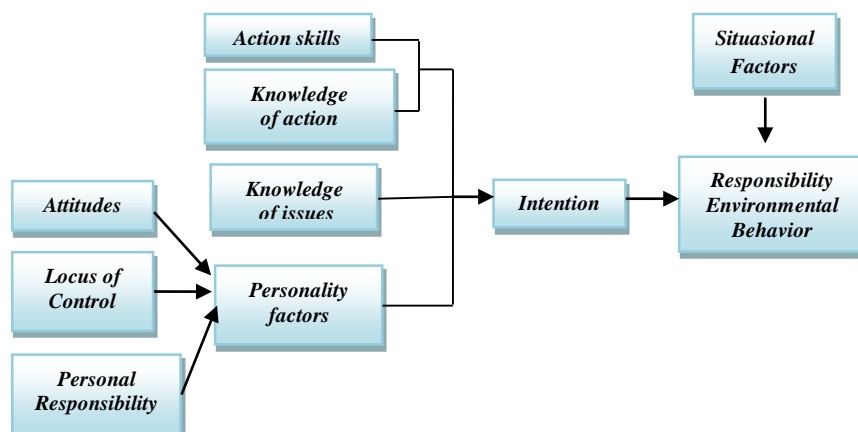 Action skills
Situasional
Factors
Knowledge
of action
Knowledge
of issues
Attitudes
Intention
Responsibility
Environmental
Behavior
Locus of
Control
Personality
factors
Personal
Responsibility